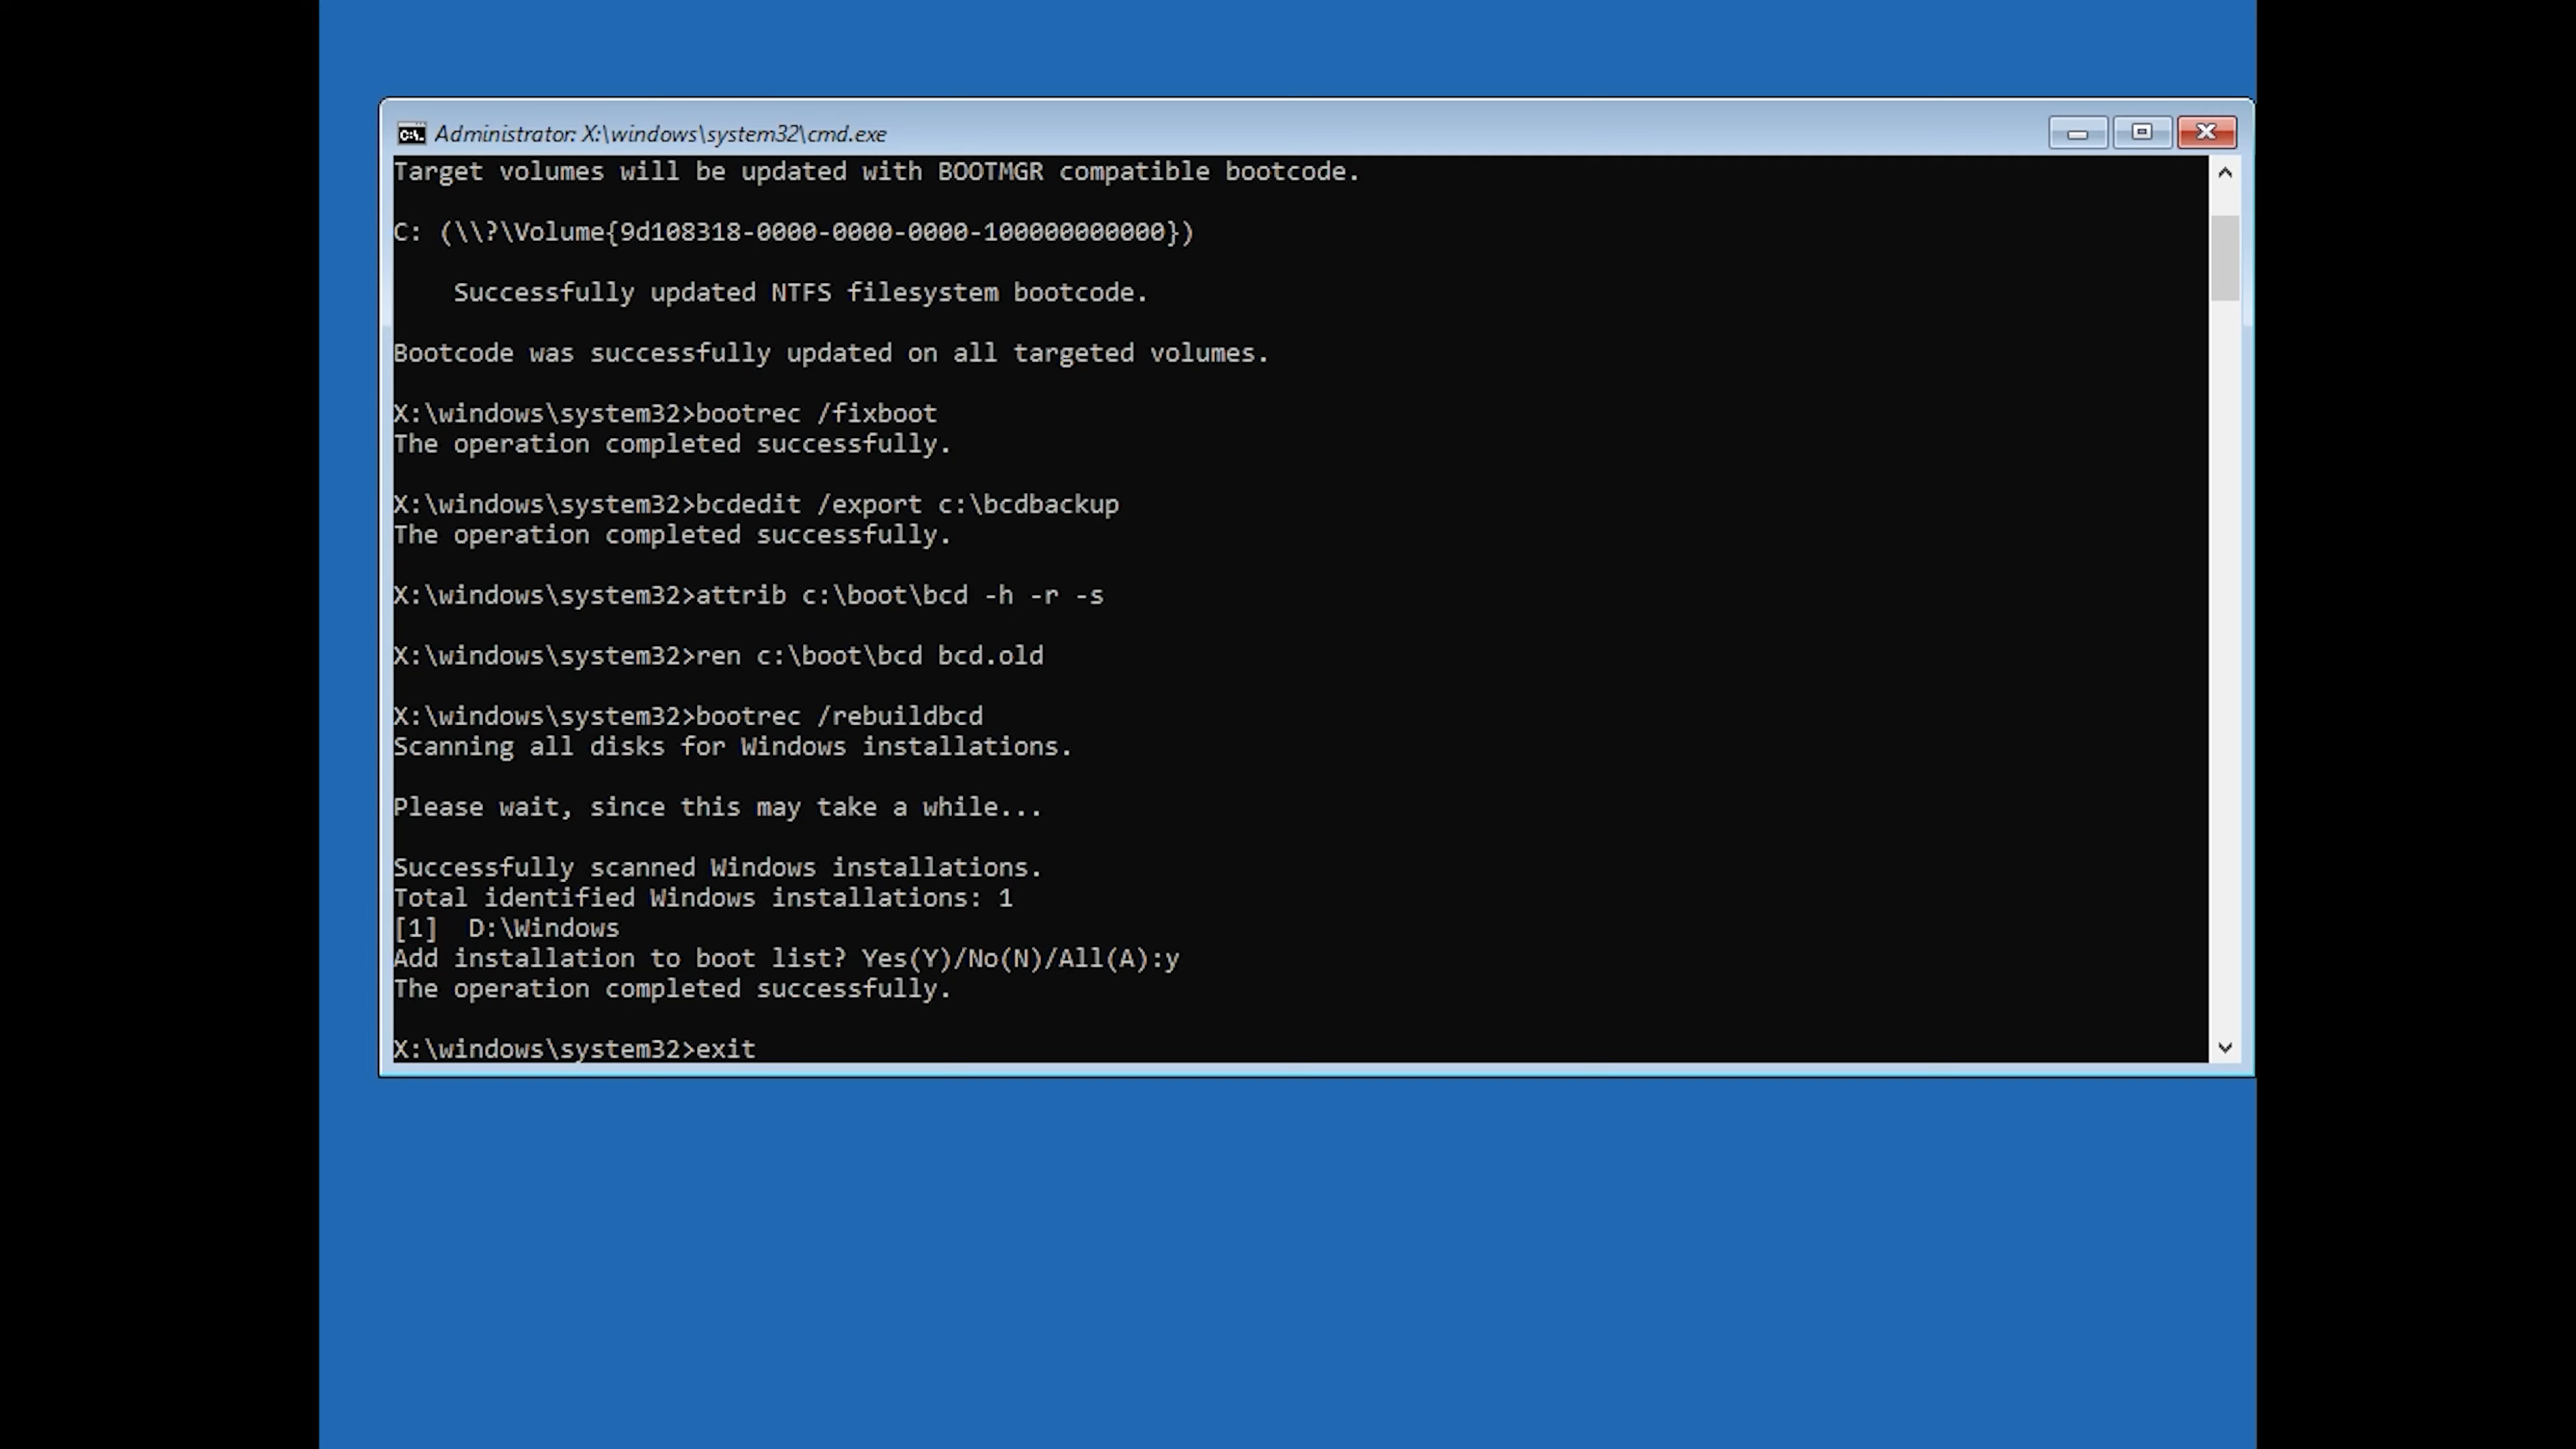 Administrator: X:\windows\system32\cmd.exe
Target volumes will be updated with BOOTMGR compatible bootcode.
C: (\\?\Volume{9d108318-0000-0000-0000-100000000000})
Successfully updated NTFS filesystem bootcode.
Bootcode was successfully updated on all targeted volumes.
X:\windows\system32>bootrec /fixboot
The operation completed successfully.
X:\windows\system32>bcdedit /export c:\bcdbackup
The operation completed successfully.
X:\windows\system32>attrib c:\boot\bcd -h -r -s
X:\windows\system32>ren c:\boot\bcd bcd.old
X:\windows\system32>bootrec /rebuildbcd
Scanning all disks for Windows installations.
Please wait, since this may take a while...
Successfully scanned Windows installations.
Total identified Windows installations: 1
[1]  D:\Windows
Add installation to boot list? Yes(Y)/No(N)/All(A):y
The operation completed successfully.
X:\windows\system32>exit